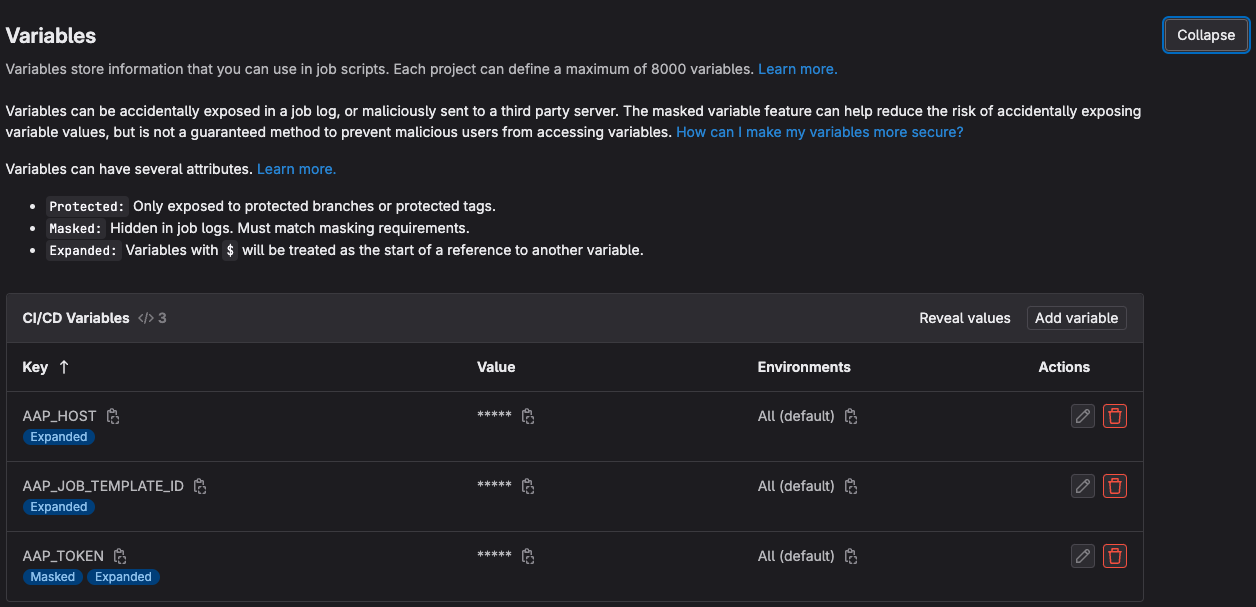 Variables
Collapse
Variables store information that you can use in job scripts. Each project can define a maximum of 8000 variables. Learn more.
Variables can be accidentally exposed in a job log, or maliciously sent to a third party server. The masked variable feature can help reduce the risk of accidentally exposing
variable values, but is not a guaranteed method to prevent malicious users from accessing variables. How can I make my variables more secure?
Variables can have several attributes. Learn more.
• Protected: Only exposed to protected branches or protected tags.
• Masked: Hidden in job logs. Must match masking requirements.
• Expanded: Variables with $ will be treated as the start of a reference to another variable.
CI/CD Variables </> 3 Reveal values Add variable
Key ↑ Value Environments Actions
AAP_HOST ***** All (default)
Expanded
AAP_JOB_TEMPLATE_ID ***** All (default)
Expanded
AAP_TOKEN ***** All (default)
Masked Expanded